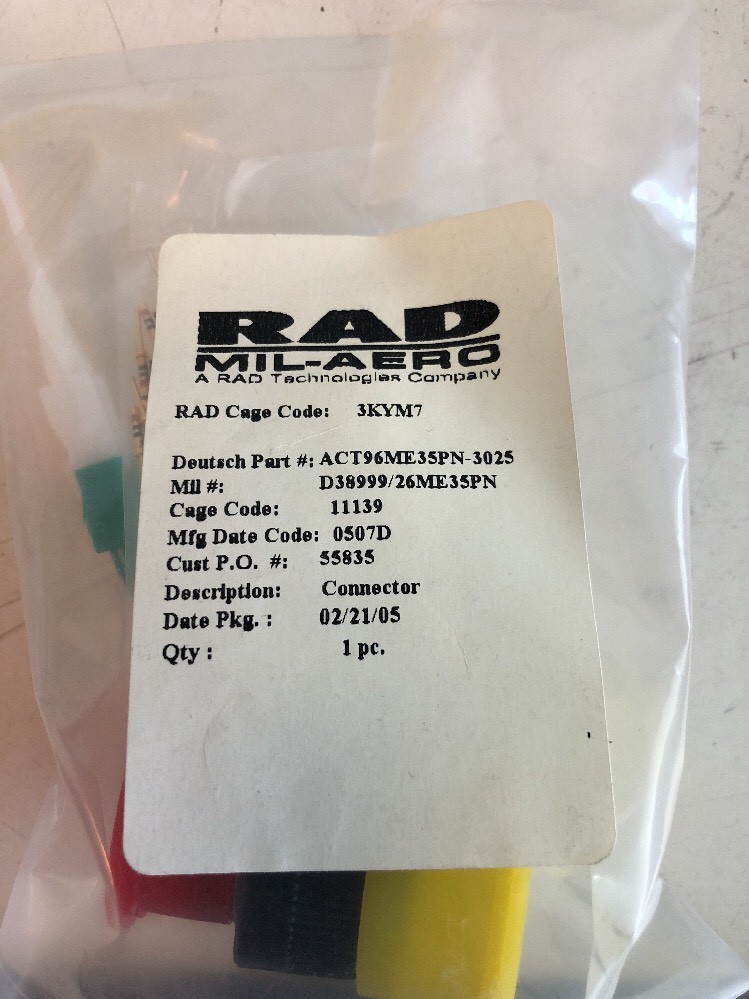 RAD
MIL-AERO
A RAD Technologies Company
RAD Cage Code: 3KYM7
Deutsch Part #: ACT96ME35PN-3025
Mil #: D38999/26ME35PN
Cage Code: 11139
Mfg Date Code: 0507D
Cust P.O. #: 55835
Description: Connector
Date Pkg. : 02/21/05
Qty : 1 pc.